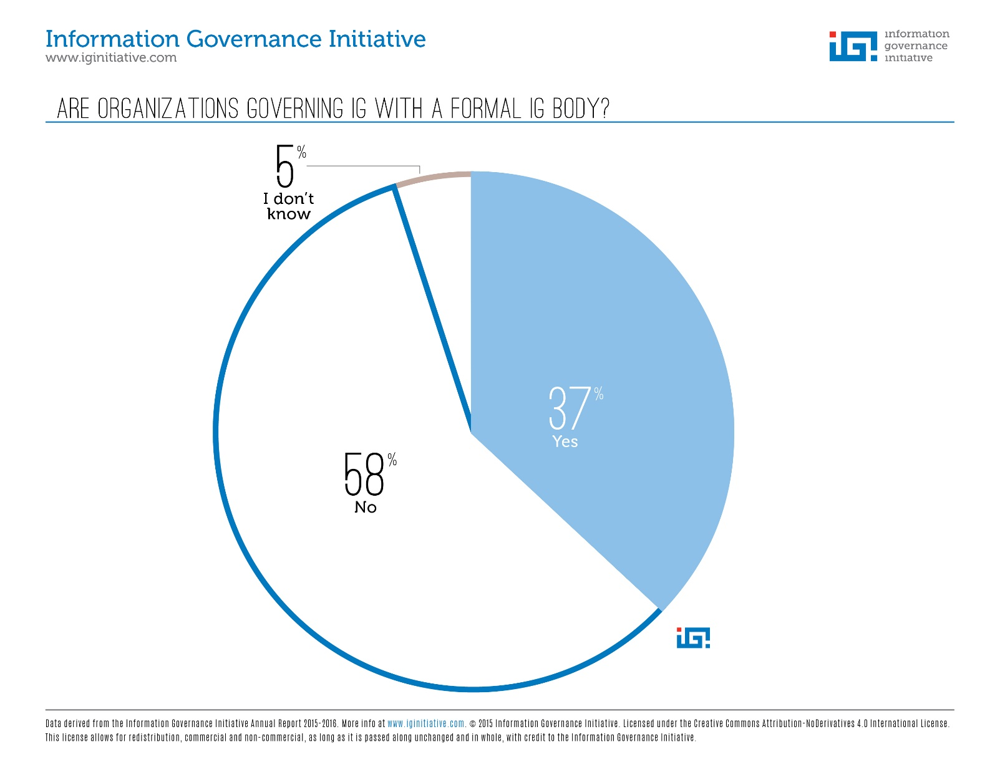 Information Governance Initiative
www.iginitiative.com
iG!
information
governance
initiative
ARE ORGANIZATIONS GOVERNING IG WITH A FORMAL IG BODY?
5%
I don't
know
37%
Yes
58%
No
iG!
Data derived from the Information Governance Initiative Annual Report 2015-2016. More info at www.iginitiative.com. © 2015 Information Governance Initiative. Licensed under the Creative Commons Attribution-NoDerivatives 4.0 International License.
This license allows for redistribution, commercial and non-commercial, as long as it is passed along unchanged and in whole, with credit to the Information Governance Initiative.